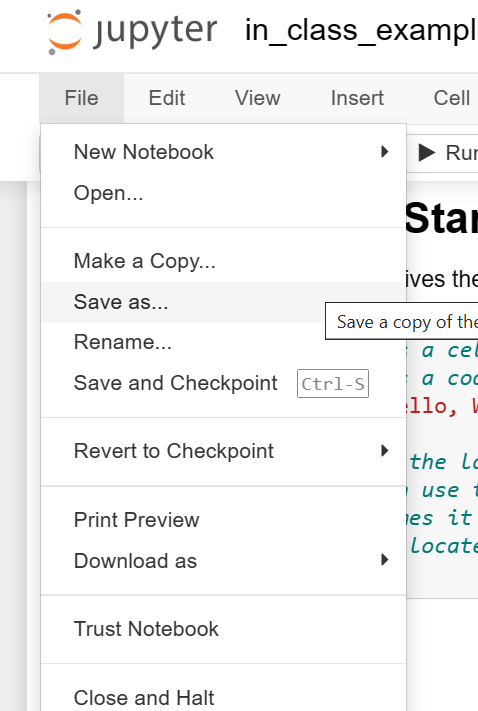 jupyter in_class_exampl
File Edit View Insert Cell
New Notebook Run
Open...
Star
Make a Copy... ives the
Save as...
Save a copy of the
Rename... s a cel
Save and Checkpoint Ctrl-S s a cod
ello, W
Revert to Checkpoint the la
use t
Print Preview mes it
Download as locate
Trust Notebook
Close and Halt